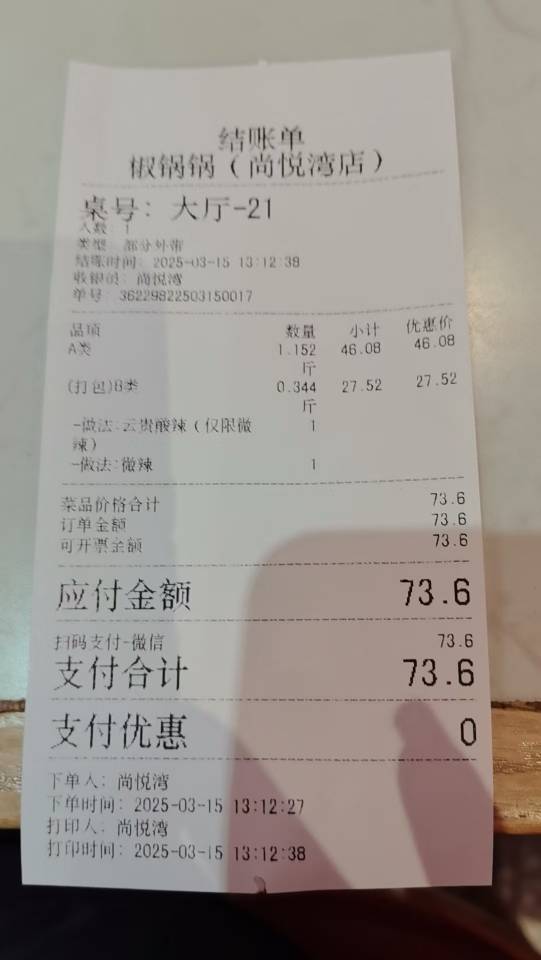 结账单
椒锅锅（尚悦湾店）
桌号: 大厅-21
人数: 1
类型: 部分外带
结账时间: 2025-03-15 13:12:38
收银员: 尚悦湾
单号: 36229822503150017
品项 数量 小计 优惠价
A类 1.152 46.08 46.08
斤
(打包)B类 0.344 27.52 27.52
斤
-做法:云贵酸辣（仅限微 1
辣）
-做法:微辣 1
菜品价格合计 73.6
订单金额 73.6
可开票金额 73.6
应付金额 73.6
扫码支付-微信 73.6
支付合计 73.6
支付优惠 0
下单人: 尚悦湾
下单时间: 2025-03-15 13:12:27
打印人: 尚悦湾
打印时间: 2025-03-15 13:12:38